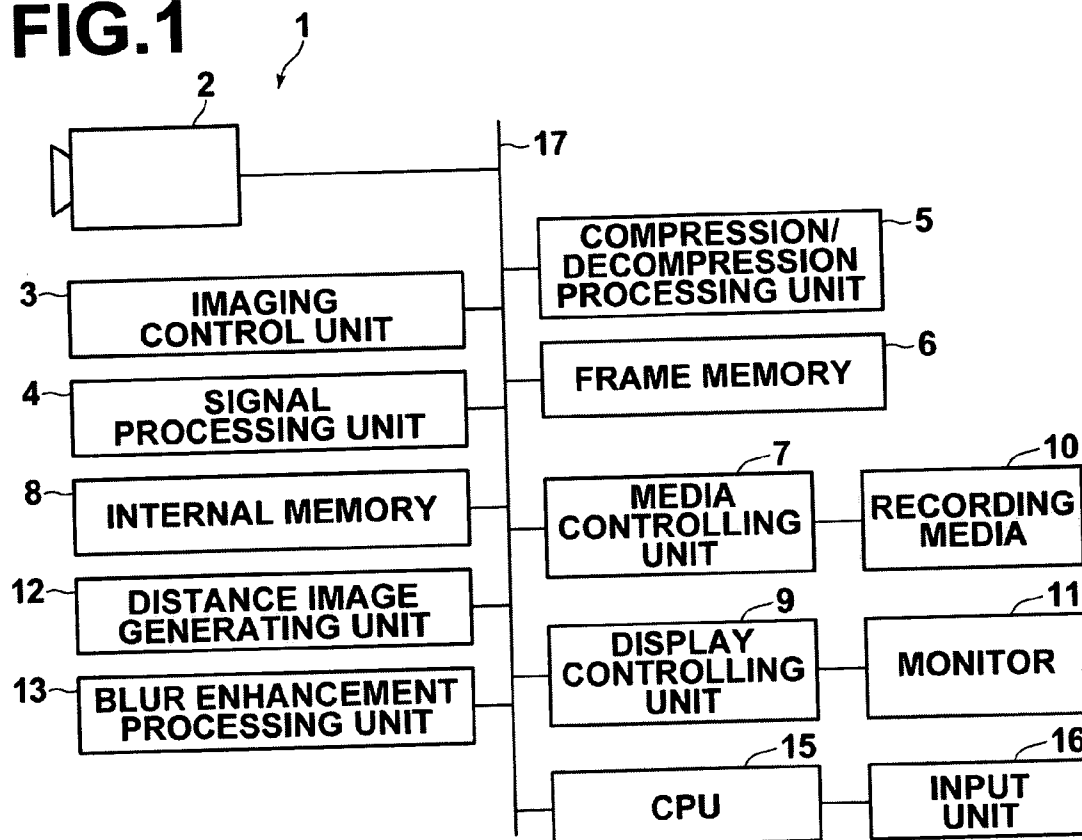 FIG.1
1
2
17
COMPRESSION/
DECOMPRESSION
PROCESSING UNIT
5
3
IMAGING
CONTROL UNIT
FRAME MEMORY
6
4
SIGNAL
PROCESSING UNIT
7
MEDIA
CONTROLLING
UNIT
10
RECORDING
MEDIA
8
INTERNAL MEMORY
12
DISTANCE IMAGE
GENERATING UNIT
9
DISPLAY
CONTROLLING
UNIT
11
MONITOR
13
BLUR ENHANCEMENT
PROCESSING UNIT
15
CPU
16
INPUT
UNIT